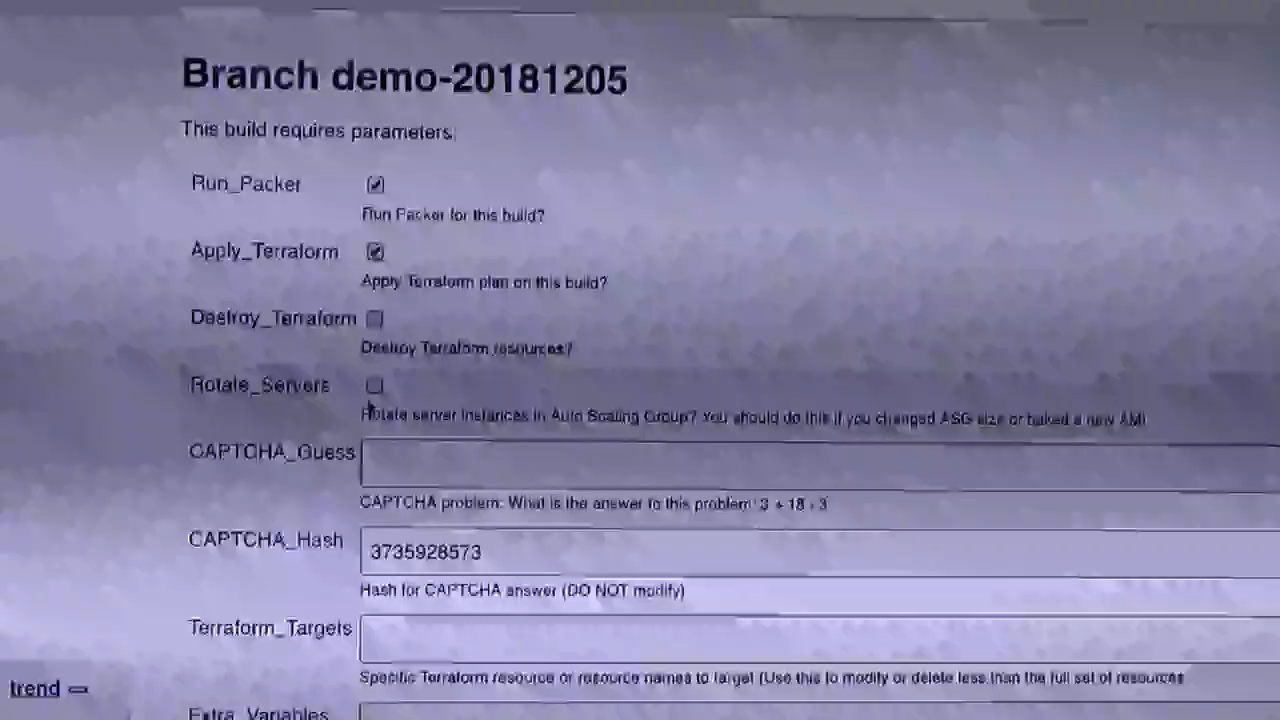 Branch demo-20181205
This build requires parameters:
Run_Packer
Run Packer for this build?
Apply_Terraform
Apply Terraform plan on this build?
Destroy_Terraform
Destroy Terraform resources?
Rotate_Servers
Rotate server instances in Auto Scaling Group? You should do this if you changed ASG size or baked a new AMI
CAPTCHA_Guess
CAPTCHA problem: What is the answer to this problem: 3 + 18 - 3
CAPTCHA_Hash
3735928573
Hash for CAPTCHA answer (DO NOT modify)
Terraform_Targets
Specific Terraform resource or resource names to target (Use this to modify or delete less than the full set of resources
trend
Extra_Variables